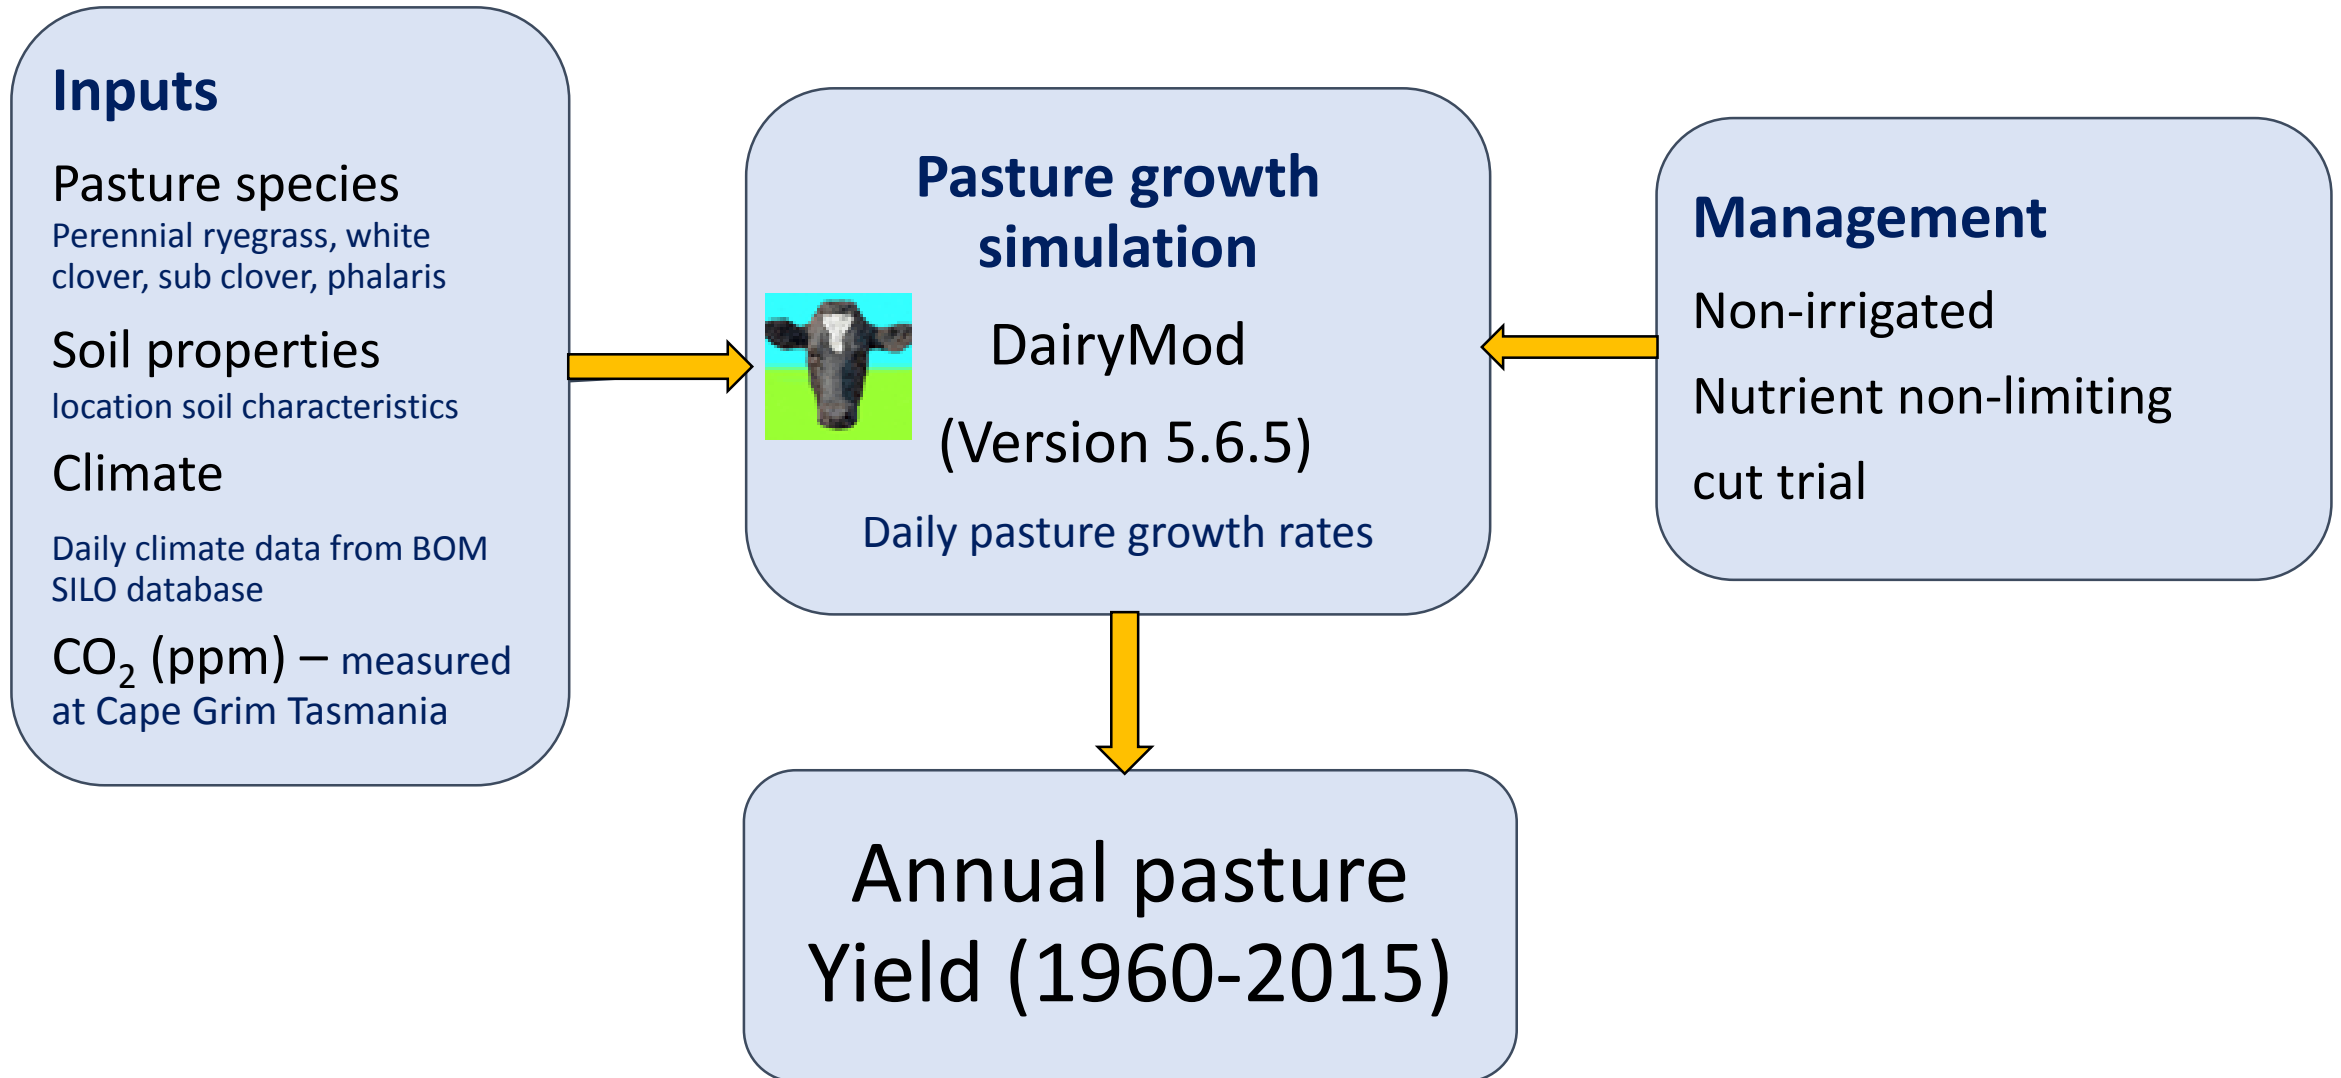 Inputs
Pasture species
Perennial ryegrass, white
clover, sub clover, phalaris
Soil properties
location soil characteristics
Climate
Daily climate data from BOM
SILO database
CO₂ (ppm) – measured
at Cape Grim Tasmania
Pasture growth
simulation
DairyMod
(Version 5.6.5)
Daily pasture growth rates
Management
Non-irrigated
Nutrient non-limiting
cut trial
Annual pasture
Yield (1960-2015)